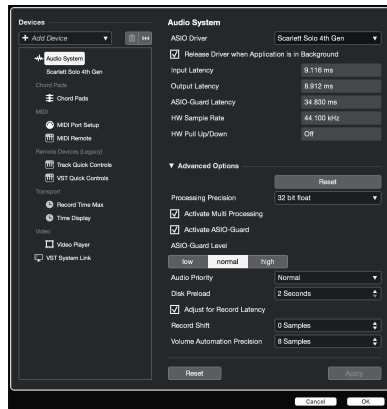 Devices
+ Add Device
Audio System
Scarlett Solo 4th Gen
Chord Pads
Chord Pads
MIDI
MIDI Port Setup
MIDI Remote
Remote Devices (Legacy)
Track Quick Controls
VST Quick Controls
Transport
Record Time Max
Time Display
Video
Video Player
VST System Link
Audio System
ASIO Driver Scarlett Solo 4th Gen
Release Driver when Application is in Background
Input Latency 9.116 ms
Output Latency 8.912 ms
ASIO-Guard Latency 34.830 ms
HW Sample Rate 44.100 kHz
HW Pull Up/Down Off
Advanced Options
Reset
Processing Precision 32 bit float
Activate Multi Processing
Activate ASIO-Guard
ASIO-Guard Level
low normal high
Audio Priority Normal
Disk Preload 2 Seconds
Adjust for Record Latency
Record Shift 0 Samples
Volume Automation Precision 8 Samples
Reset Apply
Cancel OK